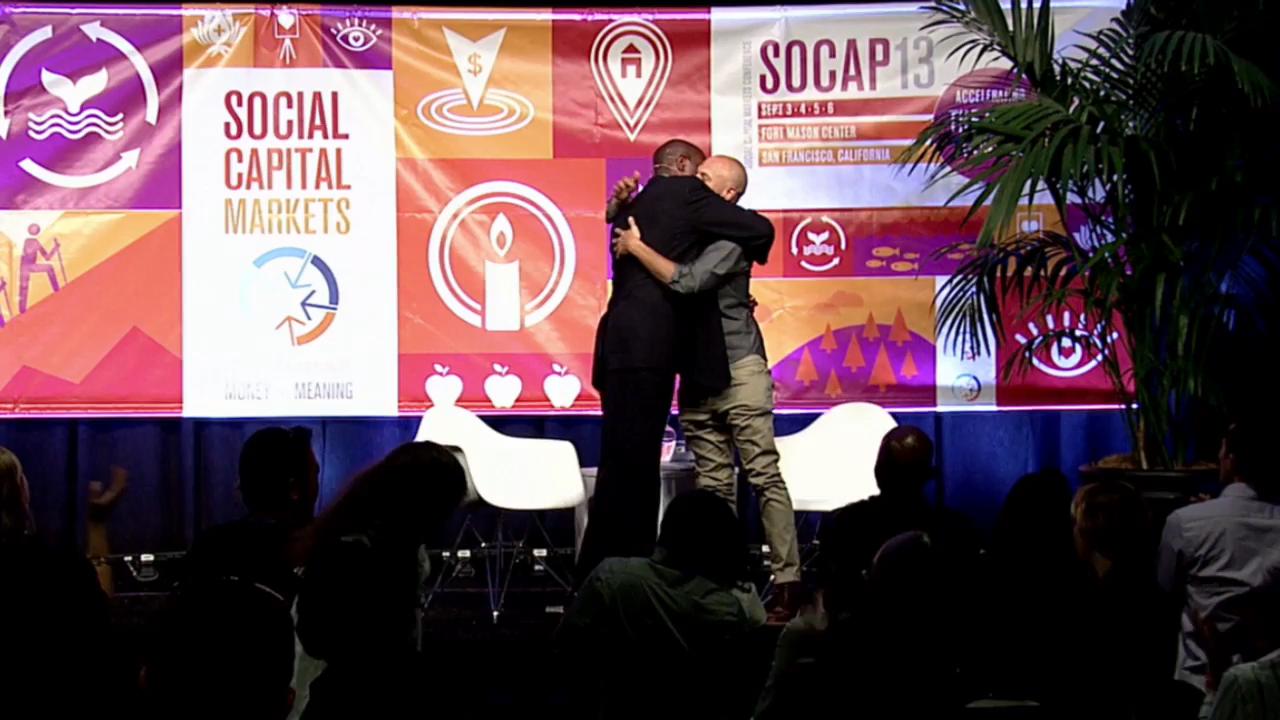 SOCIAL
CAPITAL
MARKETS
MONEY MEANING
$
SOCAP13
SEPT 3·4·5·6
FORT MASON CENTER
SAN FRANCISCO, CALIFORNIA